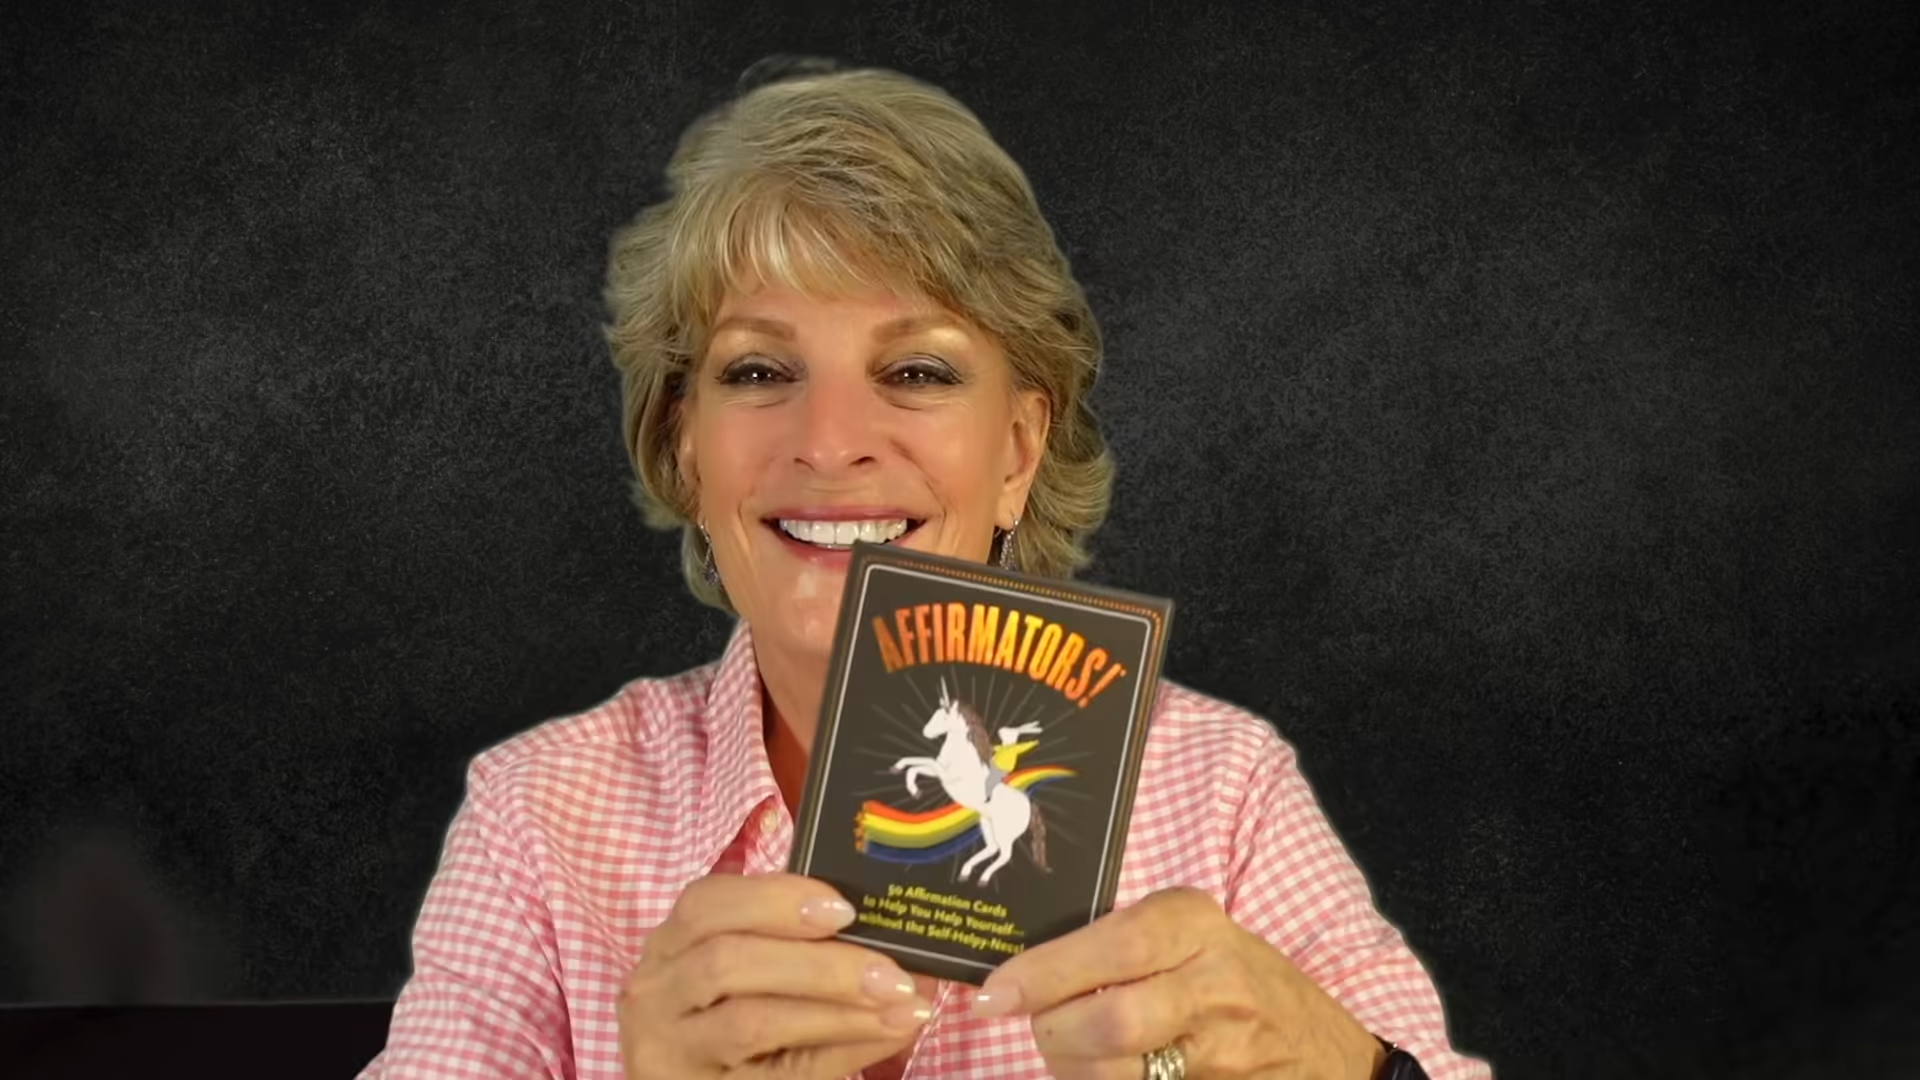 AFFIRMATORS!
50 Affirmation Cards
to Help You Help Yourself—
without the Self-Helpy-Ness!